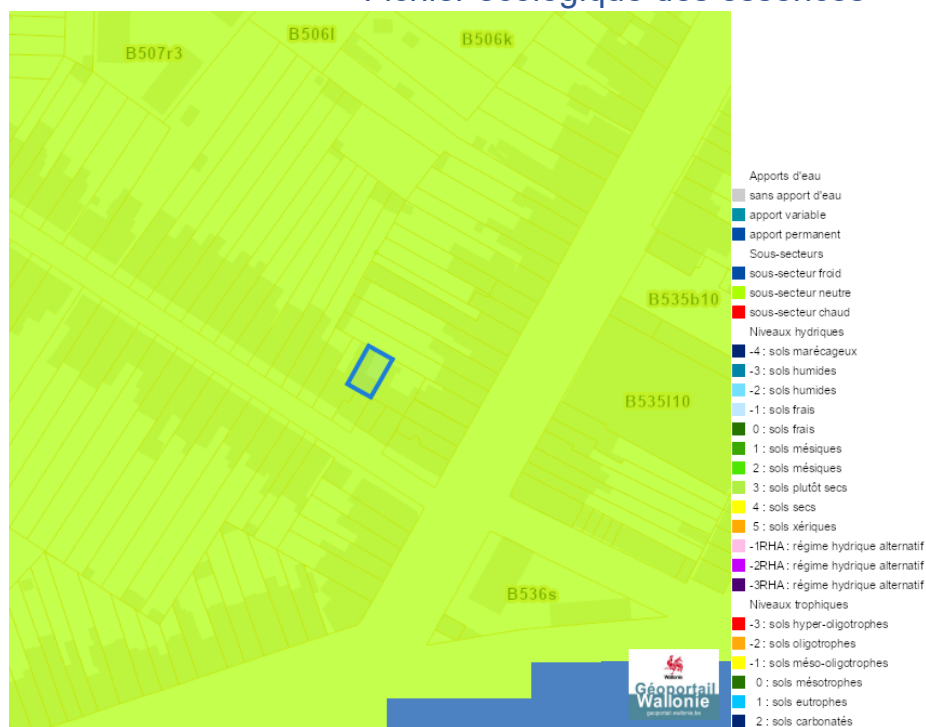 Fichier écologique des essences
B507r3
B506l
B506k
B535b10
B535l10
B536s
Apports d'eau
sans apport d'eau
apport variable
apport permanent
Sous-secteurs
sous-secteur froid
sous-secteur neutre
sous-secteur chaud
Niveaux hydriques
-4 : sols marécageux
-3 : sols humides
-2 : sols humides
-1 : sols frais
0 : sols frais
1 : sols mésiques
2 : sols mésiques
3 : sols plutôt secs
4 : sols secs
5 : sols xériques
-1RHA : régime hydrique alternatif
-2RHA : régime hydrique alternatif
-3RHA : régime hydrique alternatif
Niveaux trophiques
-3 : sols hyper-oligotrophes
-2 : sols oligotrophes
-1 : sols méso-oligotrophes
0 : sols mésotrophes
1 : sols eutrophes
2 : sols carbonatés
Wallonie
Géoportail
Wallonie
geoportail.wallonie.be